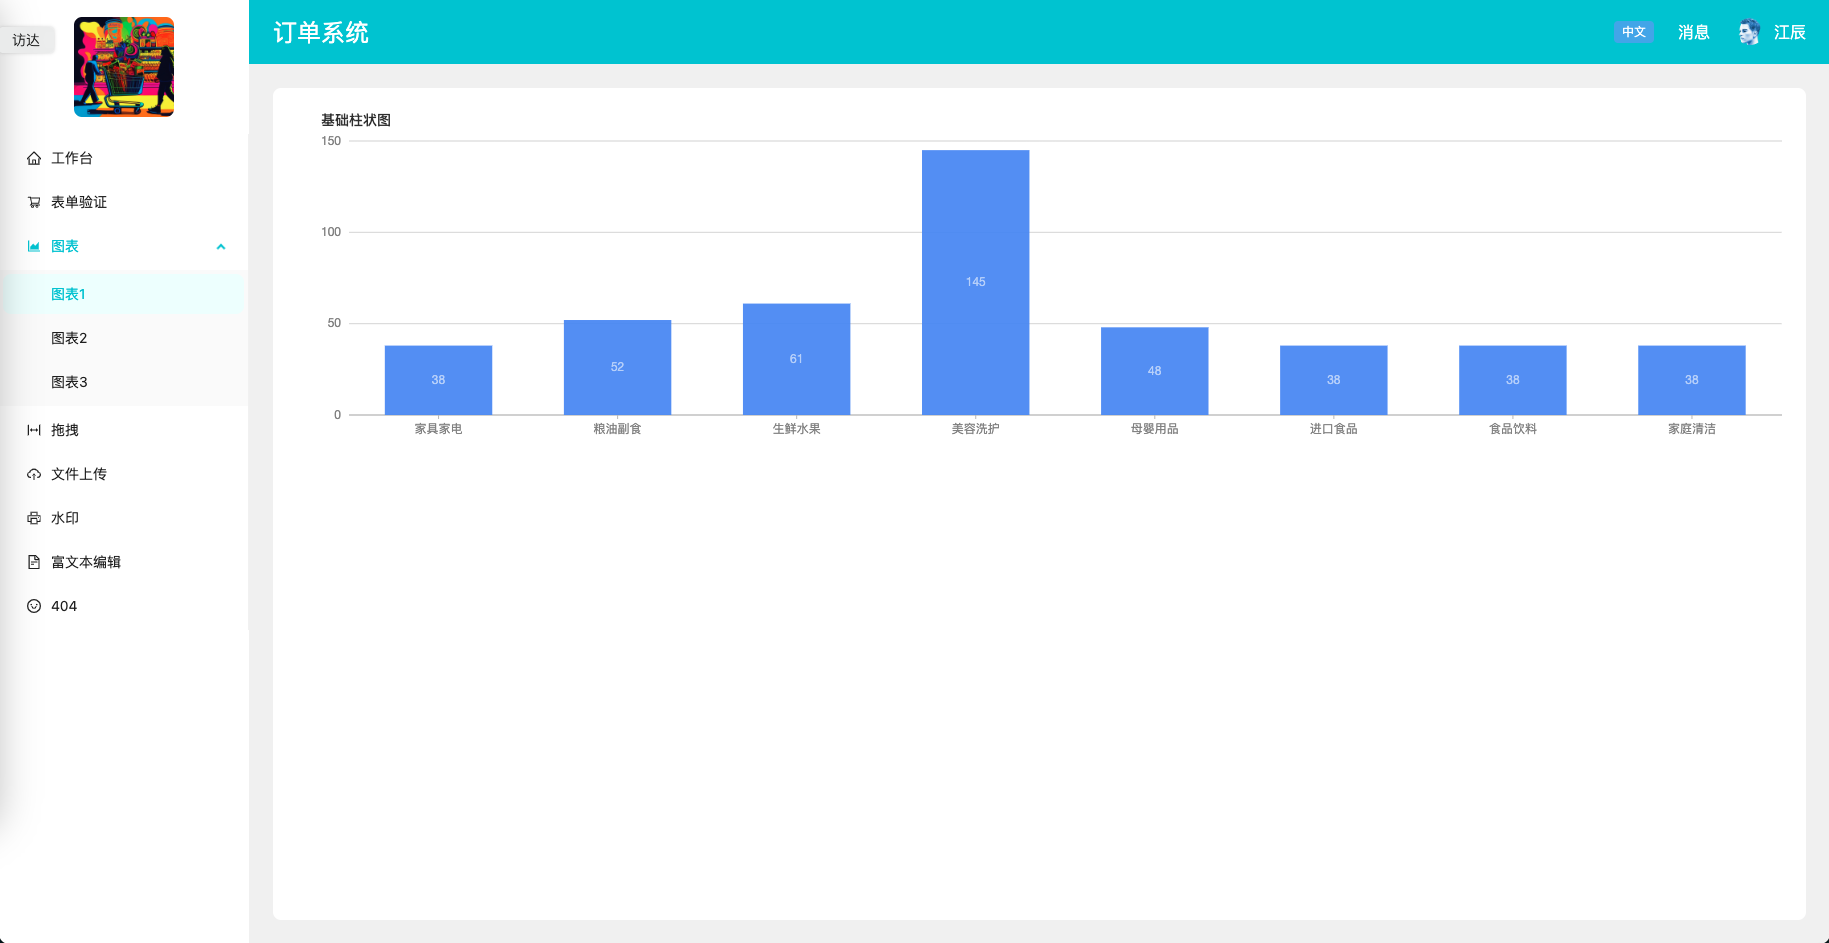 访达
订单系统
中文
消息
江辰
工作台
表单验证
图表
图表1
图表2
图表3
拖拽
文件上传
水印
富文本编辑
404
基础柱状图
150
100
50
0
38
52
61
145
48
38
38
38
家具家电
粮油副食
生鲜水果
美容洗护
母婴用品
进口食品
食品饮料
家庭清洁